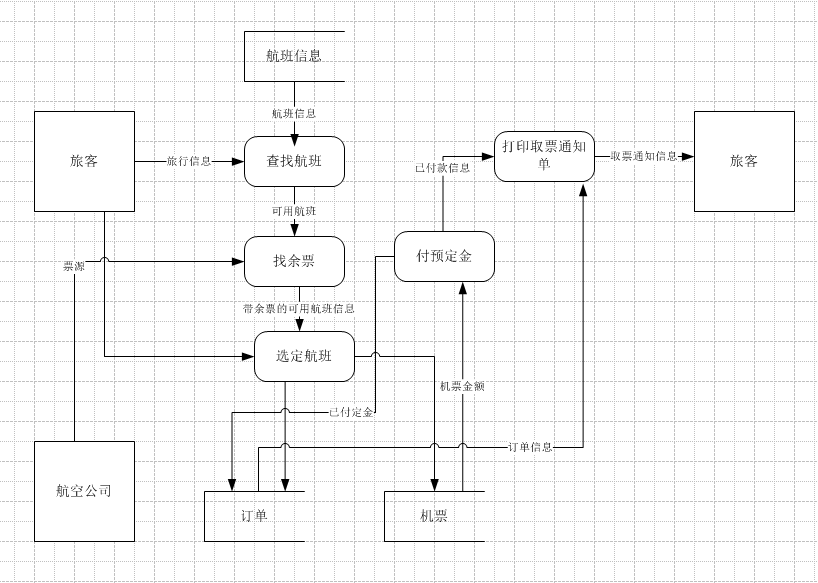 航班信息
航班信息
旅客
旅行信息
查找航班
已付款信息
打印取票通知
单
取票通知信息
旅客
可用航班
票源
找余票
付预定金
带余票的可用航班信息
选定航班
机票金额
已付定金
订单信息
航空公司
订单
机票